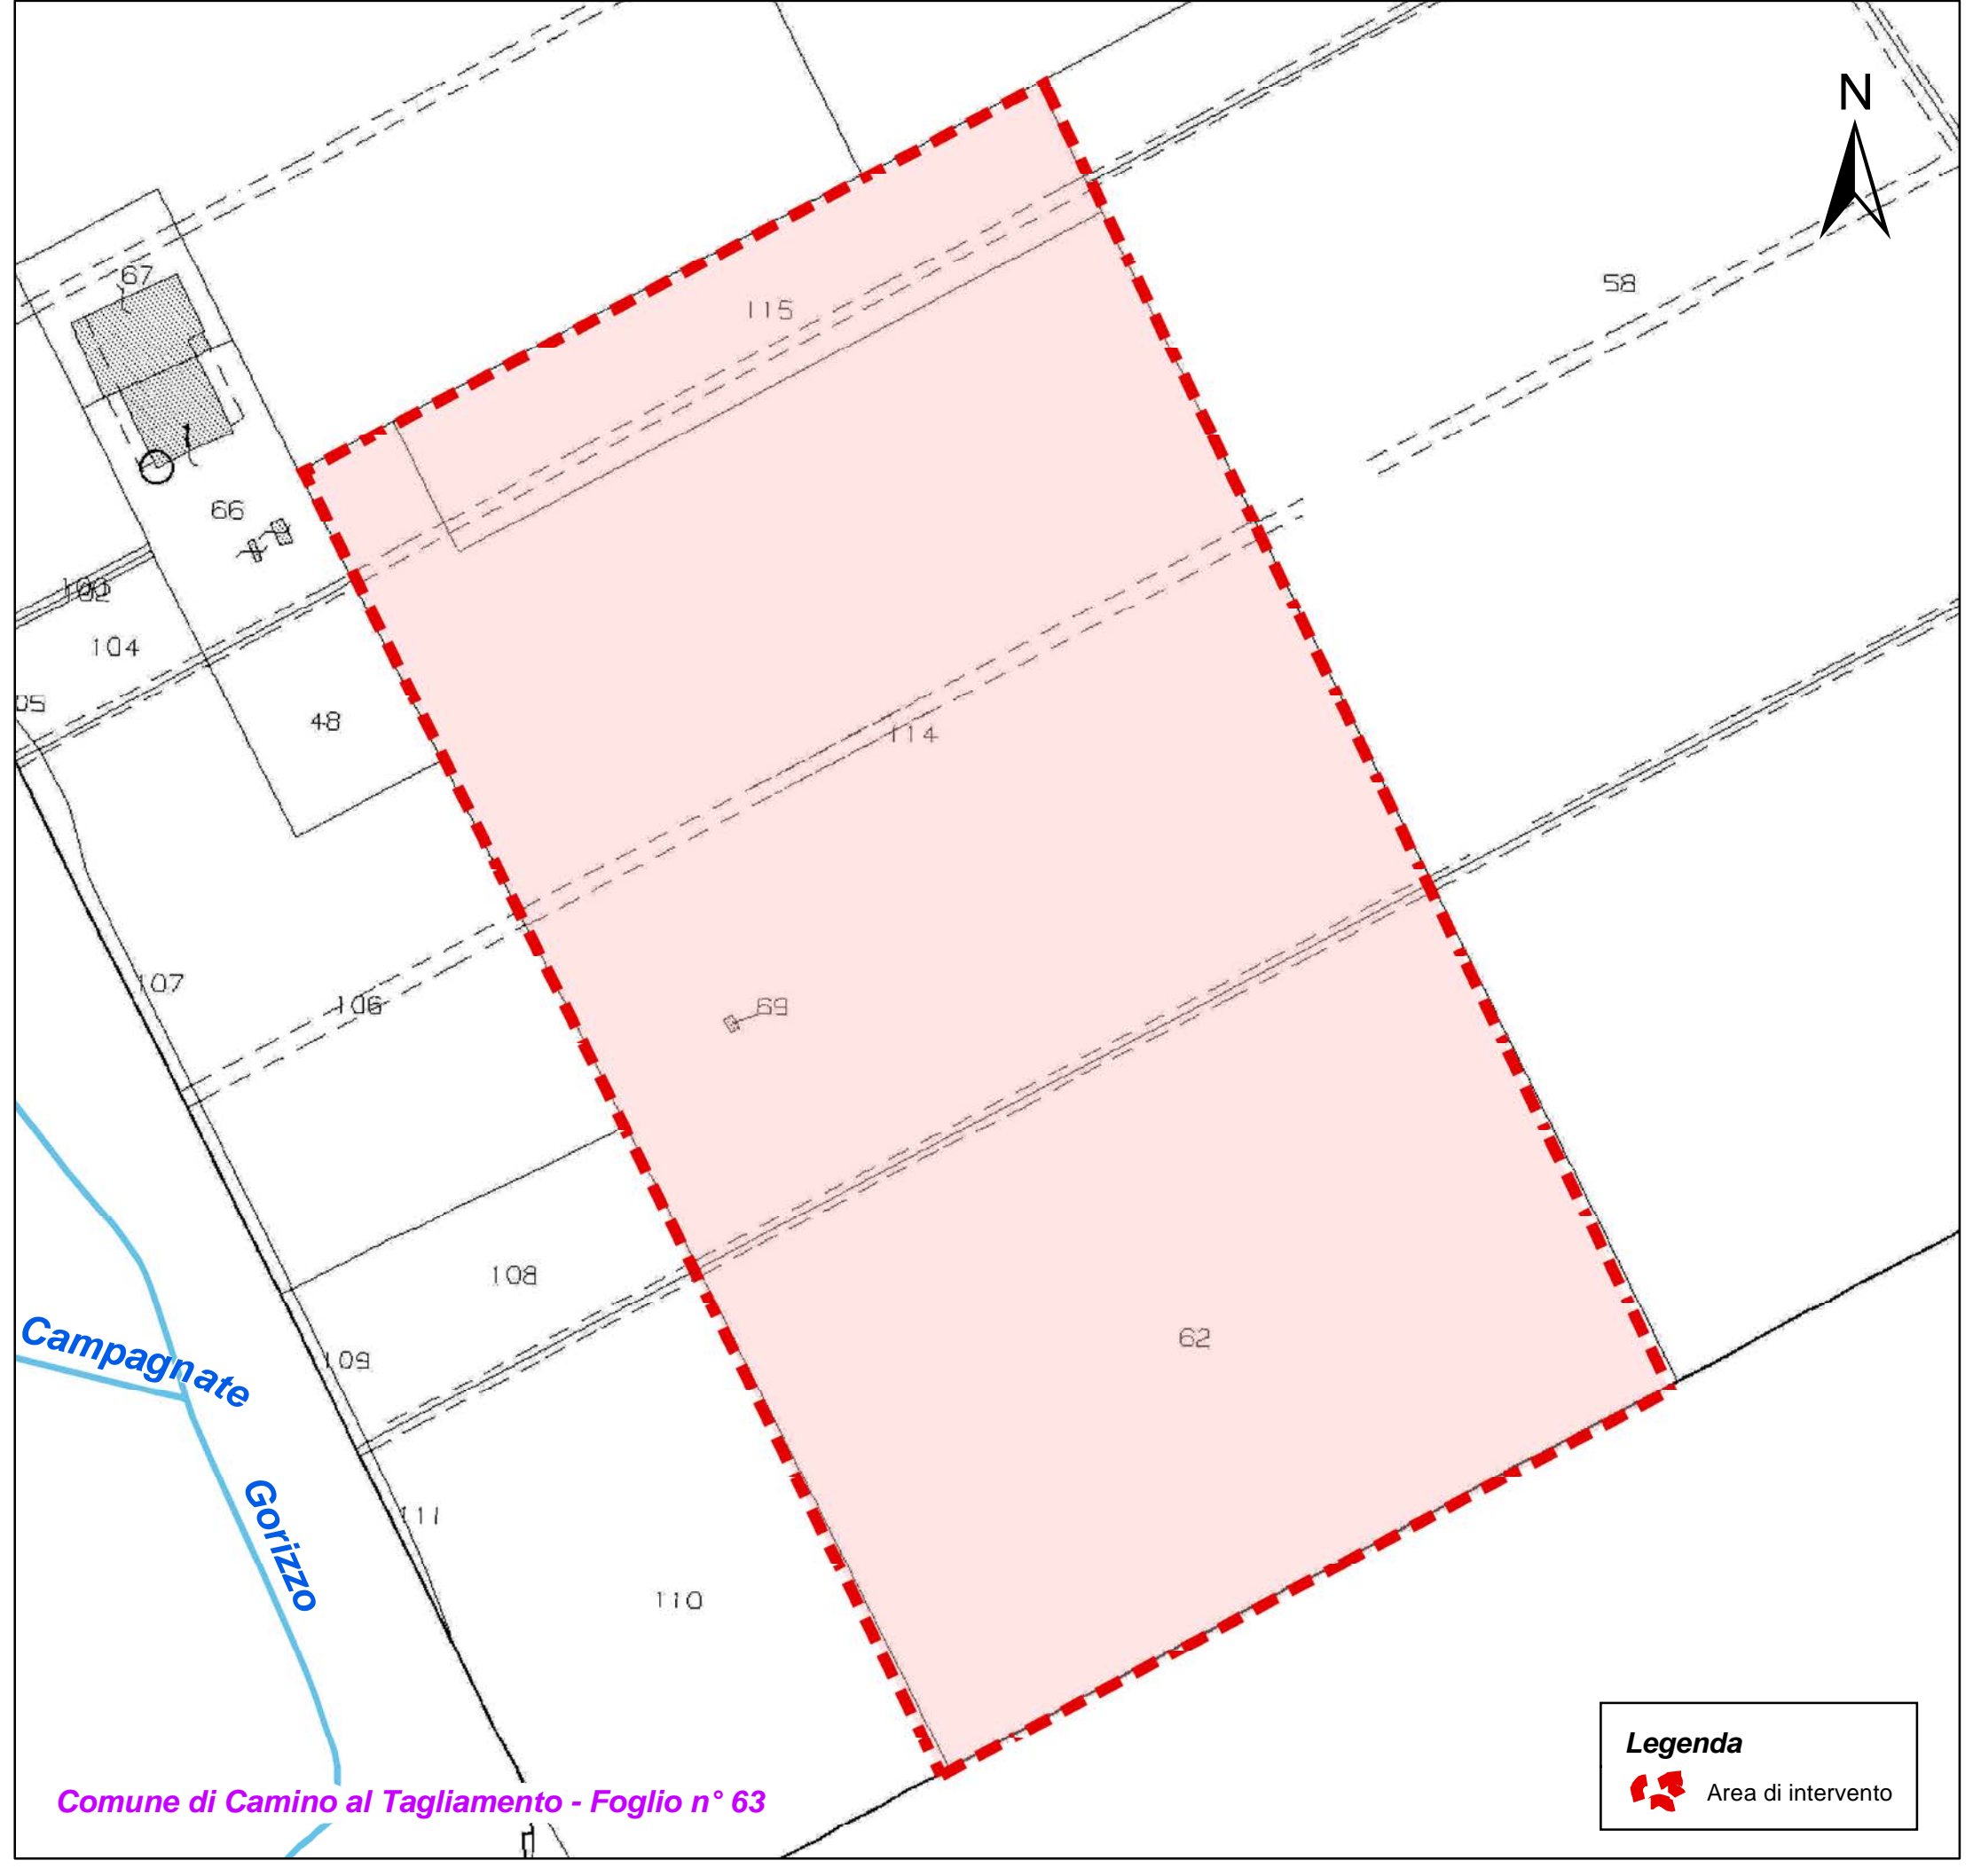 N
67
58
115
66
102
104
05
48
114
107
106
69
108
62
Campagnate
109
Gorizzo
111
110
Legenda
Area di intervento
Comune di Camino al Tagliamento - Foglio n° 63